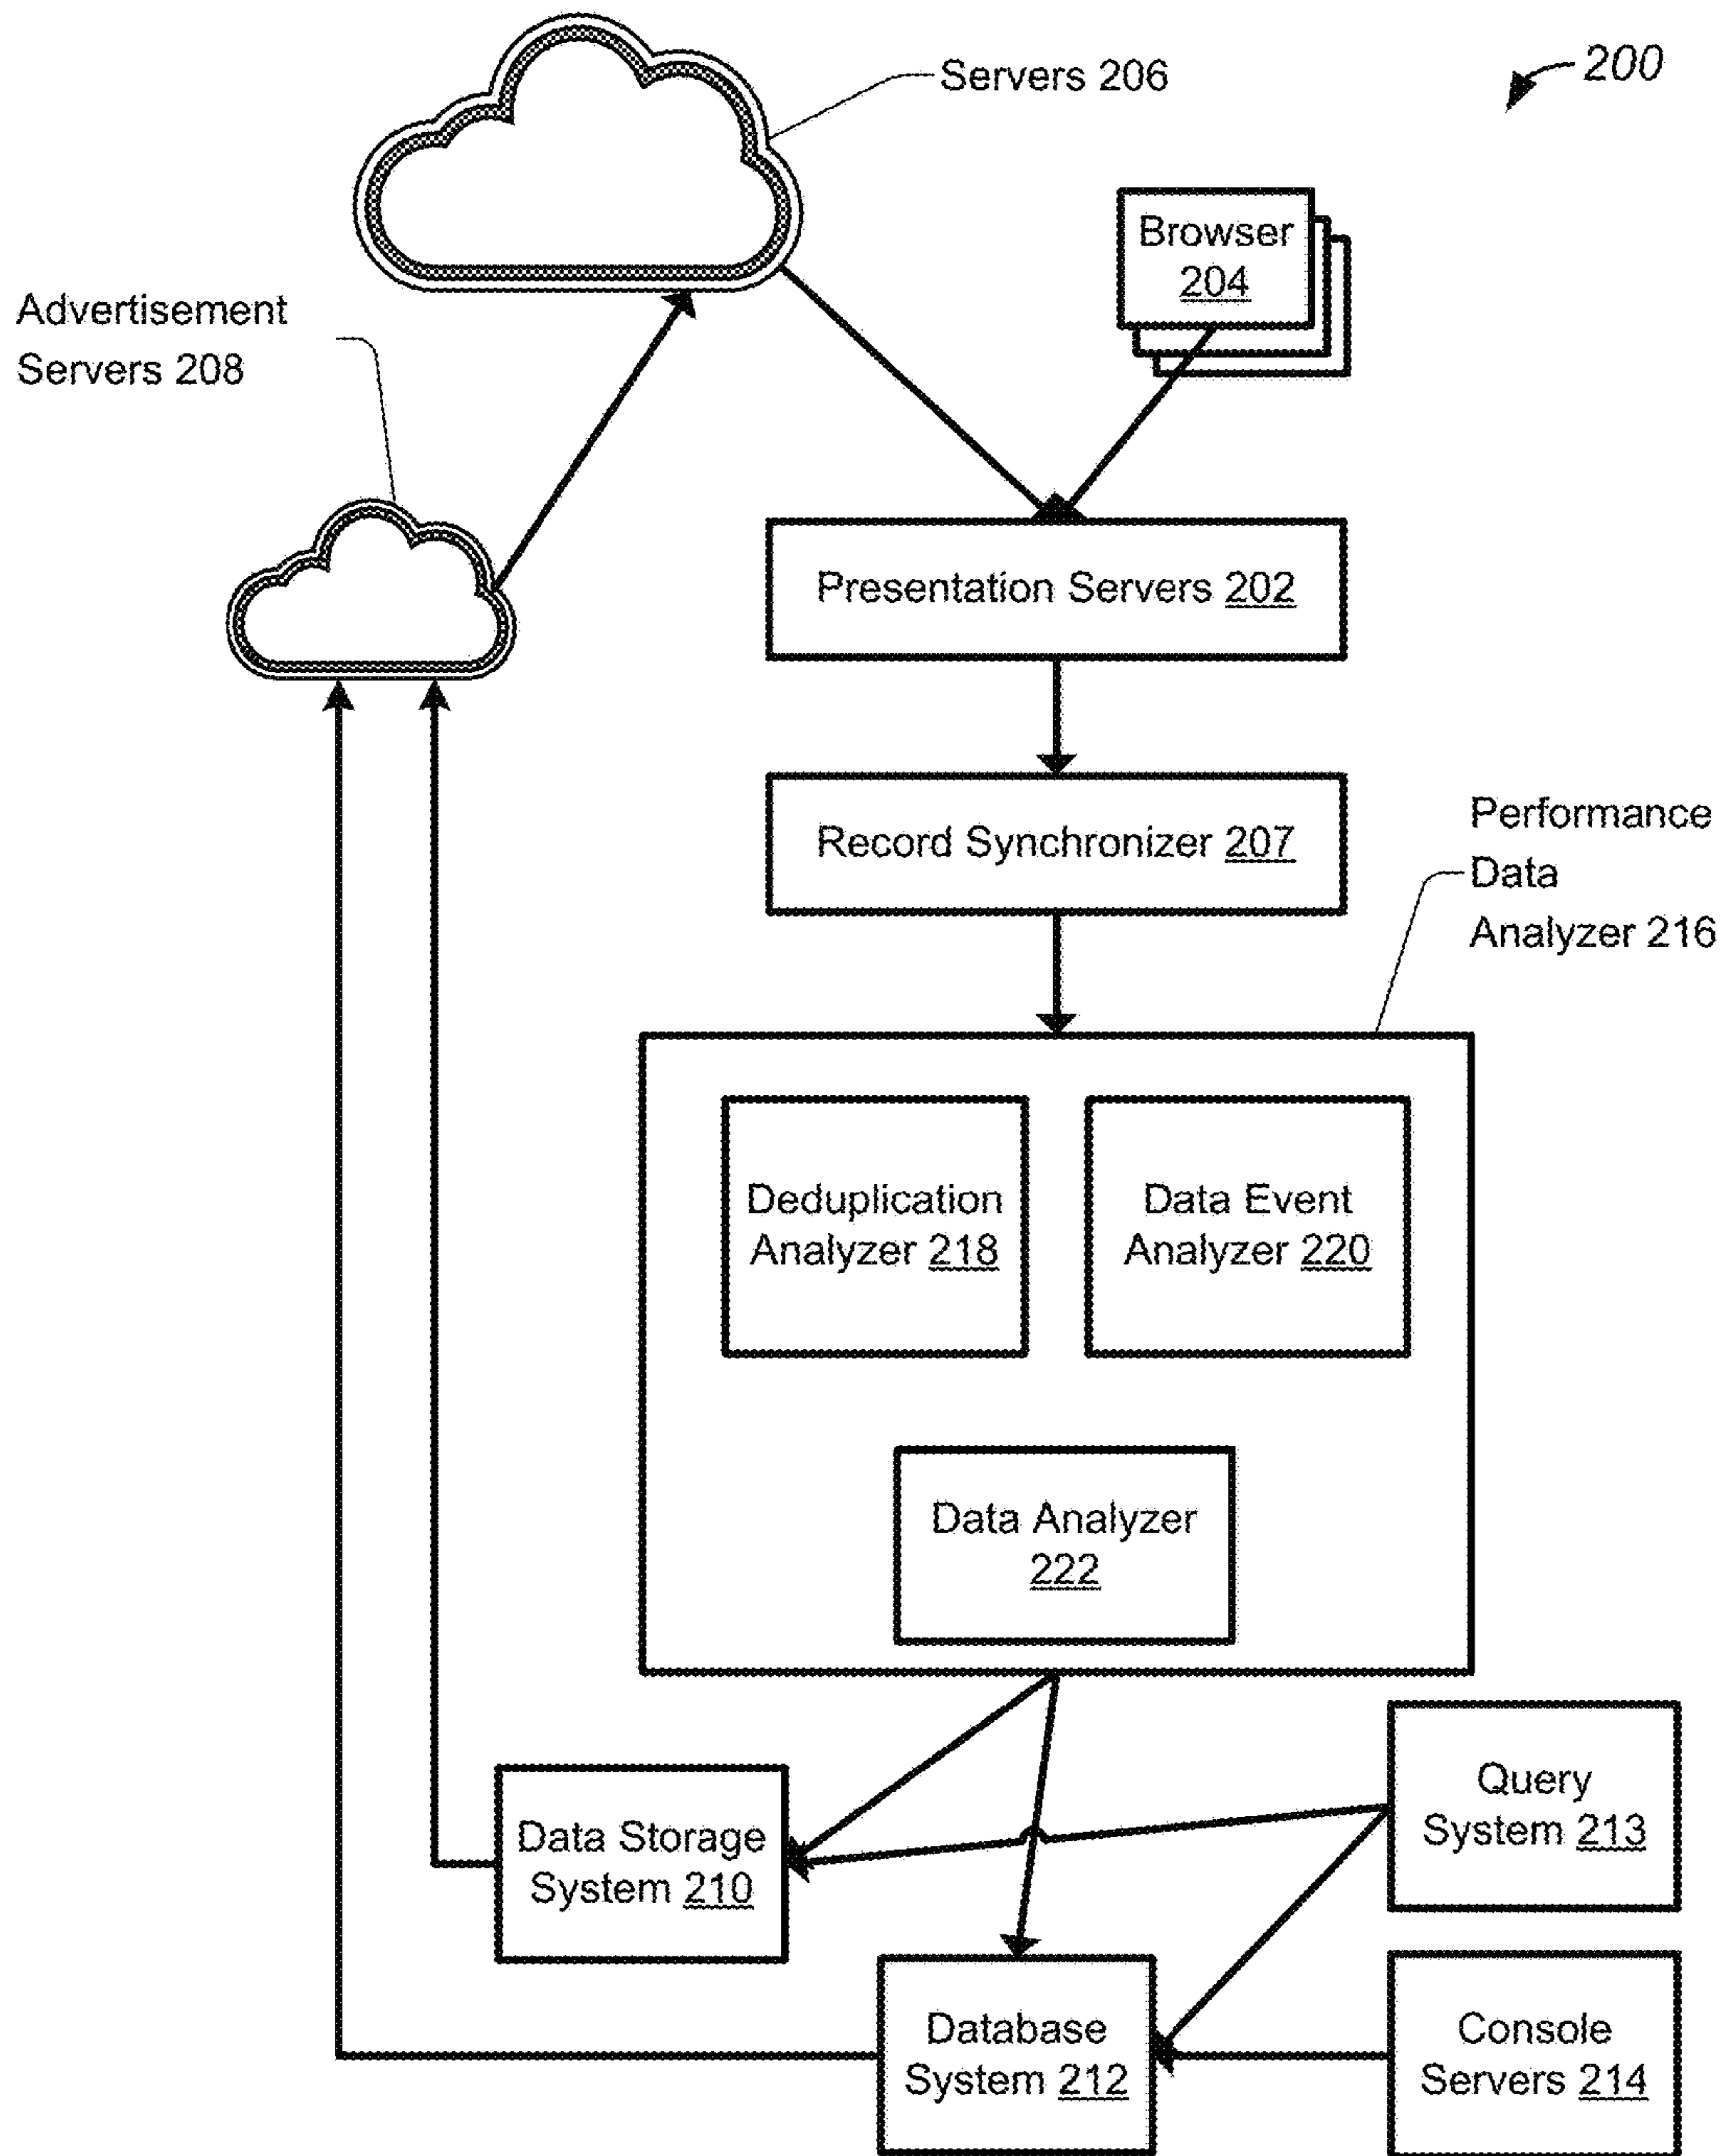 Servers 206
200
Browser
204
Advertisement
Servers 208
Presentation Servers 202
Record Synchronizer 207
Performance
Data
Analyzer 216
Deduplication
Analyzer 218
Data Event
Analyzer 220
Data Analyzer
222
Query
System 213
Data Storage
System 210
Database
System 212
Console
Servers 214